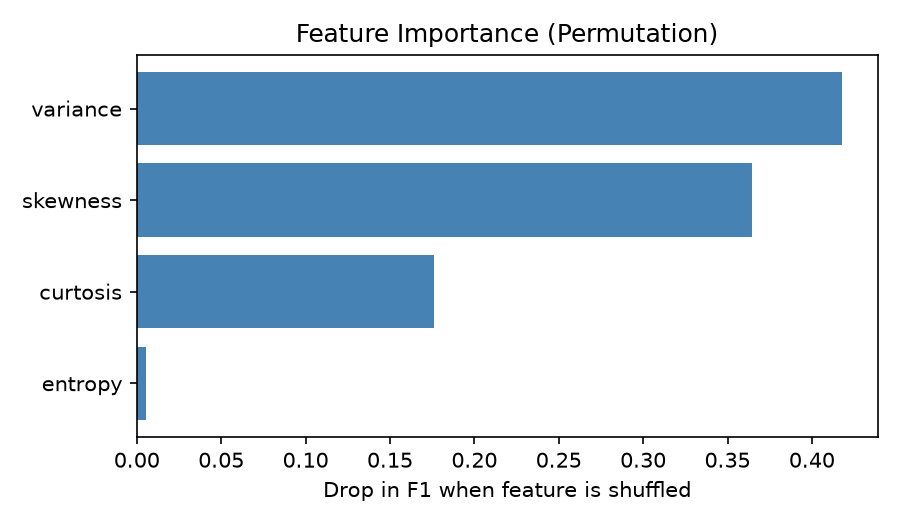 Feature Importance (Permutation)
variance
skewness
curtosis
entropy
0.00 0.05 0.10 0.15 0.20 0.25 0.30 0.35 0.40
Drop in F1 when feature is shuffled